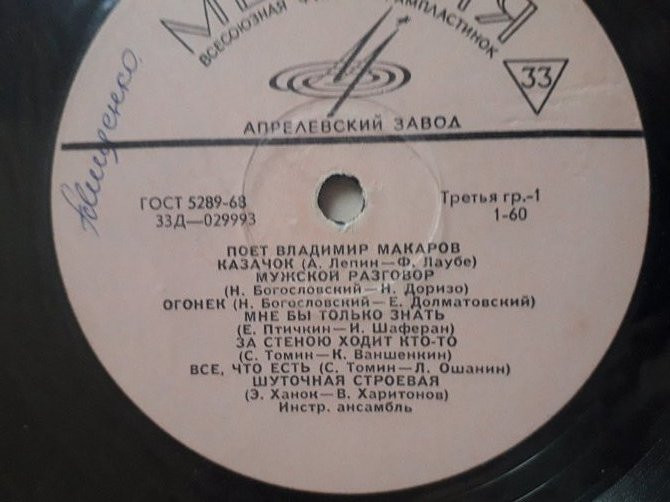 ВСЕСОЮЗНАЯ
33
АПРЕЛЕВСКИЙ ЗАВОД
ГОСТ 5289-68
33Д—029993
Третья гр.-1
1-60
ПОЕТ ВЛАДИМИР МАКАРОВ
КАЗАЧОК (А. Лепин—Ф. Лаубе)
МУЖСКОЙ РАЗГОВОР
(Н. Богословский—Н. Доризо)
ОГОНЕК (Н. Богословский—Е. Долматовский)
МНЕ БЫ ТОЛЬКО ЗНАТЬ
(Е. Птичкин—И. Шаферан)
ЗА СТЕНОЮ ХОДИТ КТО-ТО
(С. Томин—К. Ваншенкин)
ВСЕ, ЧТО ЕСТЬ (С. Томин—Л. Ошанин)
ШУТОЧНАЯ СТРОЕВАЯ
(Э. Ханок—В. Харитонов)
Инстр. ансамбль